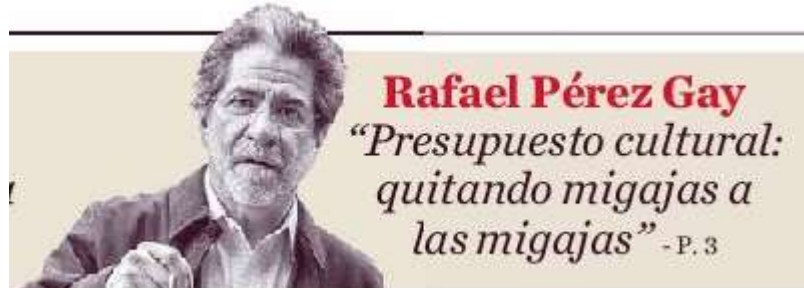 Rafael Pérez Gay
“Presupuesto cultural:
quitando migajas a
las migajas” - P. 3